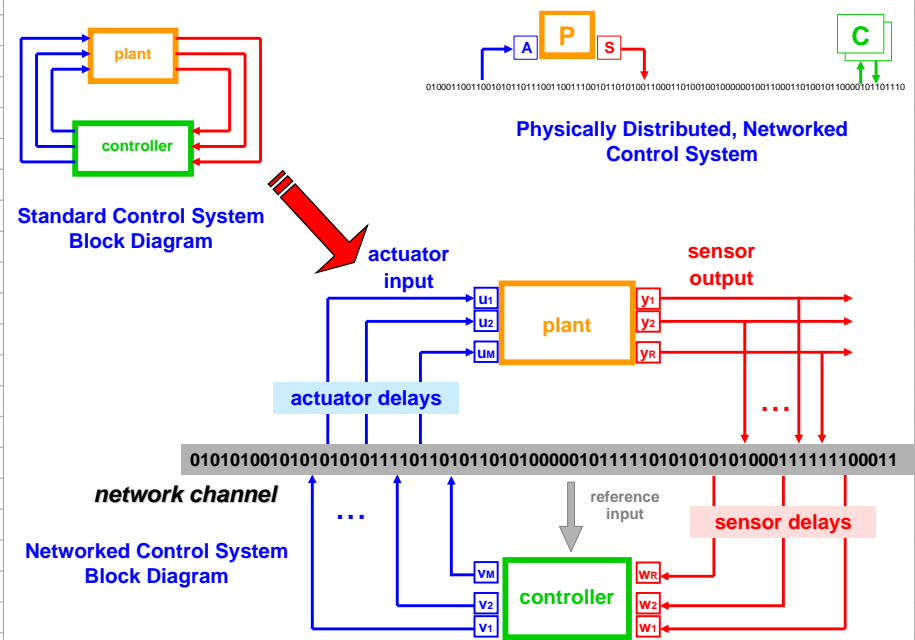 plant
controller
Standard Control System
Block Diagram
A
P
S
C
Physically Distributed, Networked
Control System
actuator
input
sensor
output
u1
u2
uM
plant
y1
y2
yR
actuator delays
...
network channel
...
reference
input
sensor delays
Networked Control System
Block Diagram
vM
v2
v1
controller
wR
w2
w1